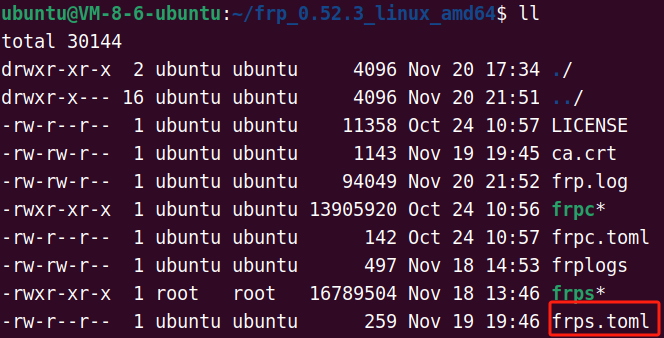 ubuntu@VM-8-6-ubuntu:~/frp_0.52.3_linux_amd64$ ll
total 30144
drwxr-xr-x  2 ubuntu ubuntu     4096 Nov 20 17:34 ./
drwxr-x--- 16 ubuntu ubuntu     4096 Nov 20 21:51 ../
-rw-r--r--  1 ubuntu ubuntu    11358 Oct 24 10:57 LICENSE
-rw-rw-r--  1 ubuntu ubuntu     1143 Nov 19 19:45 ca.crt
-rw-rw-r--  1 ubuntu ubuntu    94049 Nov 20 21:52 frp.log
-rwxr-xr-x  1 ubuntu ubuntu 13905920 Oct 24 10:56 frpc*
-rw-r--r--  1 ubuntu ubuntu      142 Oct 24 10:57 frpc.toml
-rw-rw-r--  1 ubuntu ubuntu      497 Nov 18 14:53 frplogs
-rwxr-xr-x  1 root   root   16789504 Nov 18 13:46 frps*
-rw-r--r--  1 ubuntu ubuntu      259 Nov 19 19:46 frps.toml